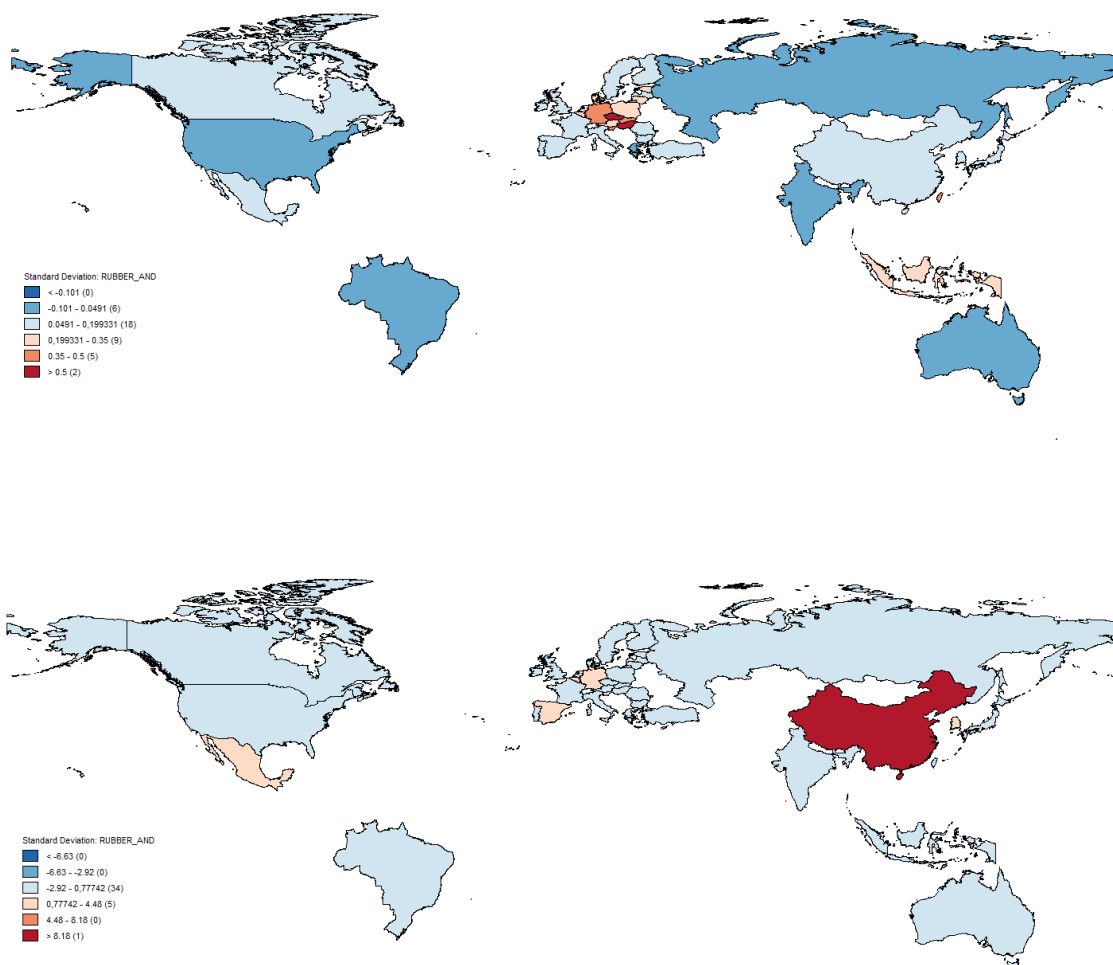 Standard Deviation: RUBBER_AND
< -0.101 (0)
-0.101 - 0.0491 (6)
0.0491 - 0,199331 (18)
0,199331 - 0.35 (9)
0.35 - 0.5 (5)
> 0.5 (2)
Standard Deviation: RUBBER_AND
< -6.63 (0)
-6.63 - -2.92 (0)
-2.92 - 0,77742 (34)
0,77742 - 4.48 (5)
4.48 - 8.18 (0)
> 8.18 (1)